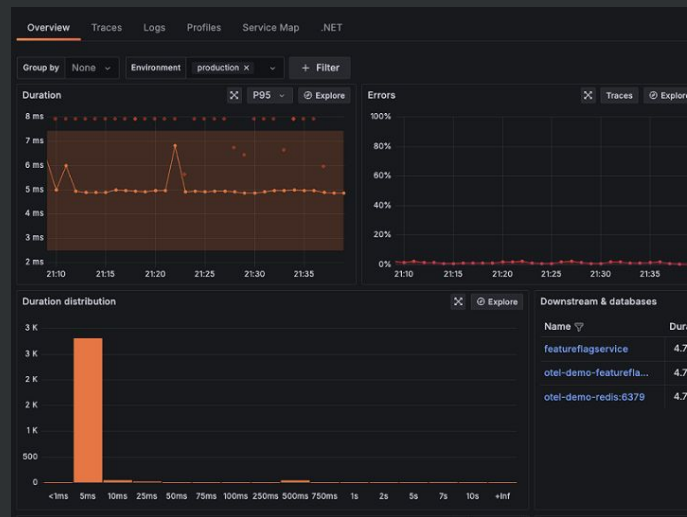 Overview Traces Logs Profiles Service Map .NET
Group by None Environment production × + Filter
Duration P95 Explore
8 ms
7 ms
6 ms
5 ms
4 ms
3 ms
2 ms
21:10 21:15 21:20 21:25 21:30 21:35
Errors Traces Explore
100%
80%
60%
40%
20%
0%
21:10 21:15 21:20 21:25 21:30 21:35
Duration distribution Explore
3 K
3 K
2 K
2 K
1 K
500
0
<1ms 5ms 10ms 25ms 50ms 75ms 100ms 250ms 500ms 750ms 1s 2s 5s 7s 10s +Inf
Downstream & databases
Name Dura
featureflagservice 4.7
otel-demo-featurefla... 4.7
otel-demo-redis:6379 4.7